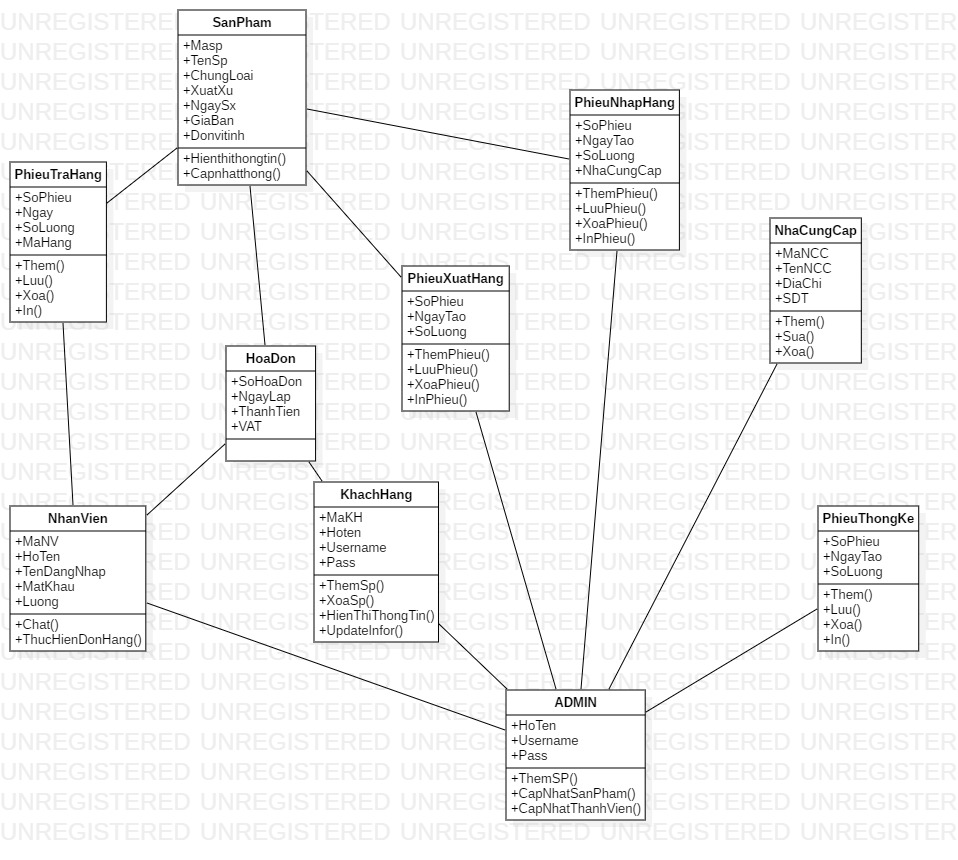 SanPham
+Masp
+TenSp
+ChungLoai
+XuatXu
+NgaySx
+GiaBan
+Donvitinh
+Hienthithongtin()
+Capnhatthong()
PhieuNhapHang
+SoPhieu
+NgayTao
+SoLuong
+NhaCungCap
+ThemPhieu()
+LuuPhieu()
+XoaPhieu()
+InPhieu()
PhieuTraHang
+SoPhieu
+Ngay
+SoLuong
+MaHang
+Them()
+Luu()
+Xoa()
+In()
NhaCungCap
+MaNCC
+TenNCC
+DiaChi
+SDT
+Them()
+Sua()
+Xoa()
PhieuXuatHang
+SoPhieu
+NgayTao
+SoLuong
+ThemPhieu()
+LuuPhieu()
+XoaPhieu()
+InPhieu()
HoaDon
+SoHoaDon
+NgayLap
+ThanhTien
+VAT
KhachHang
+MaKH
+Hoten
+Username
+Pass
+ThemSp()
+XoaSp()
+HienThiThongTin()
+UpdateInfor()
NhanVien
+MaNV
+HoTen
+TenDangNhap
+MatKhau
+Luong
+Chat()
+ThucHienDonHang()
PhieuThongKe
+SoPhieu
+NgayTao
+SoLuong
+Them()
+Luu()
+Xoa()
+In()
ADMIN
+HoTen
+Username
+Pass
+ThemSP()
+CapNhatSanPham()
+CapNhatThanhVien()
UNREGISTERED